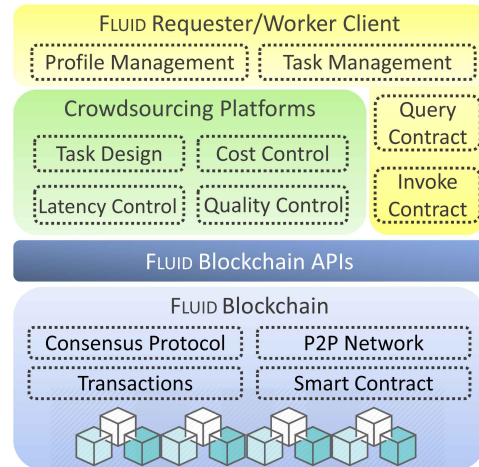 FLUID Requester/Worker Client
Profile Management
Task Management
Crowdsourcing Platforms
Task Design
Cost Control
Latency Control
Quality Control
Query
Contract
Invoke
Contract
FLUID Blockchain APIs
FLUID Blockchain
Consensus Protocol
P2P Network
Transactions
Smart Contract